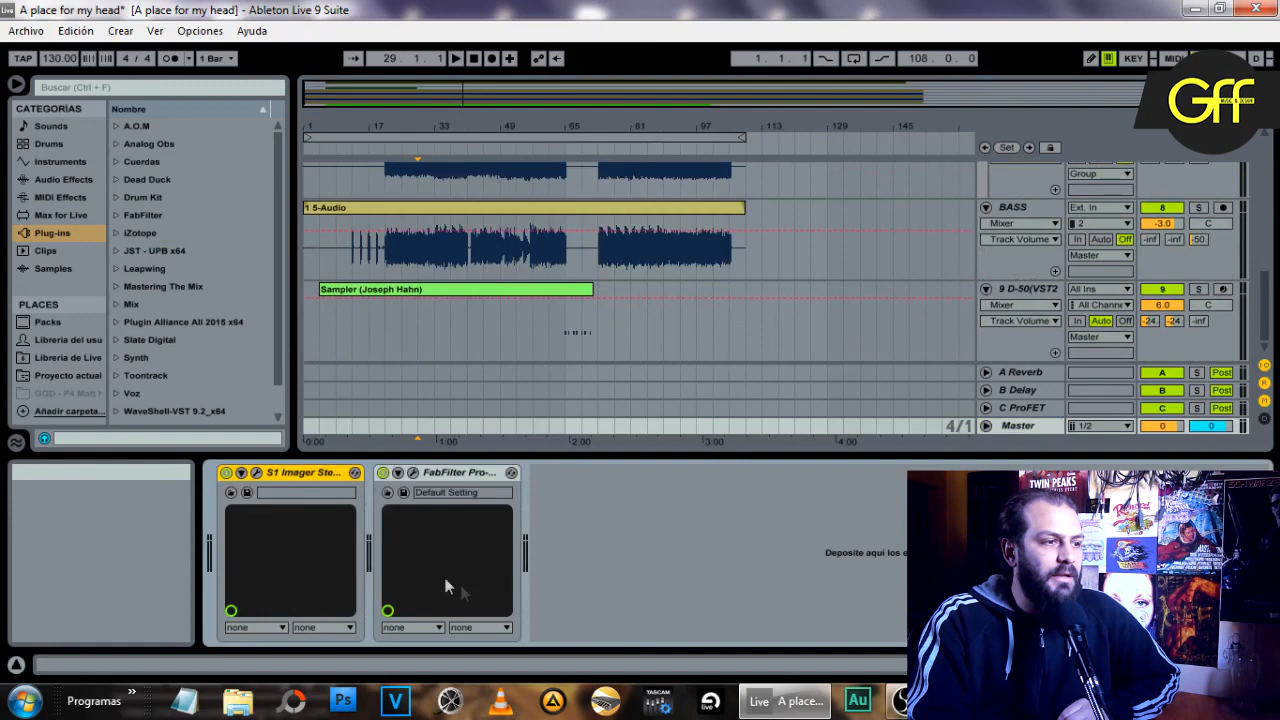 A place for my head* [A place for my head] - Ableton Live 9 Suite
Archivo Edición Crear Ver Opciones Ayuda
TAP 130.00 4 / 4 1 Bar 29. 1. 1 1. 1. 1 108. 0. 0 KEY MIDI D
Gff
MUSIC & DESIGN
Buscar (Ctrl + F)
CATEGORÍAS
Sounds
Drums
Instruments
Audio Effects
MIDI Effects
Max for Live
Plug-ins
Clips
Samples
PLACES
Packs
Libreria del usu
Libreria de Live
Proyecto actual
GGD - P4 Matt
Añadir carpeta...
Nombre
A.O.M
Analog Obs
Cuerdas
Dead Duck
Drum Kit
FabFilter
iZotope
JST - UPB x64
Leapwing
Mastering The Mix
Mix
Plugin Alliance All 2015 x64
Slate Digital
Synth
Toontrack
Voz
WaveShell-VST 9.2_x64
1 17 33 49 65 81 97 113 129 145
Set
Group
1 5-Audio
BASS Ext. In 8 S
Mixer 2 -3.0 C
Track Volume In Auto Off -inf -inf -50
Master
Sampler (Joseph Hahn)
9 D-50(VST2 All Ins 9 S
Mixer All Channe 6.0 C
Track Volume In Auto Off -24 -24 -inf
Master
A Reverb A S Post
B Delay B S Post
C ProFET C S Post
4/1 Master 1/2 0 0
0:00 1:00 2:00 3:00 4:00
S1 Imager Ste...
none none
FabFilter Pro-...
Default Setting
none none
Deposite aquí los e
TWIN PEAKS
Programas
Ps
V
TASCAM
live
Live A place...
Au